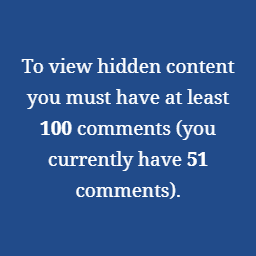 To view hidden content
you must have at least
100 comments (you
currently have 51
comments).